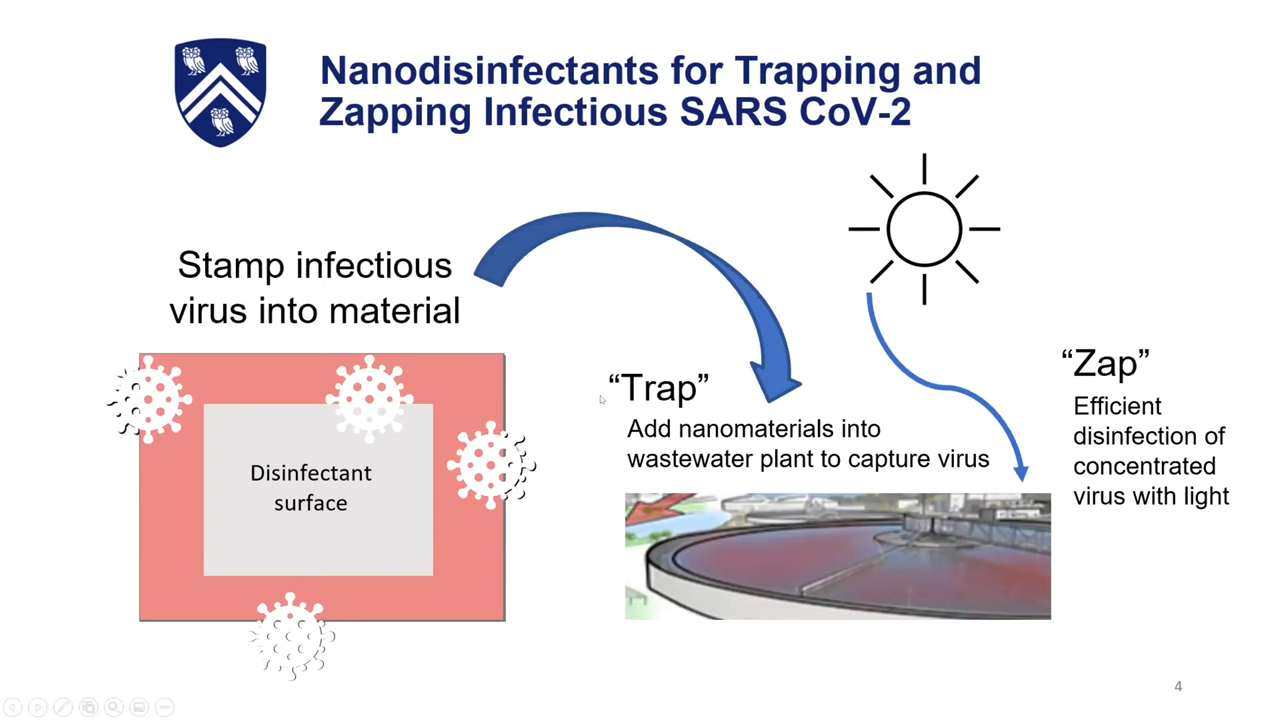 Nanodisinfectants for Trapping and
Zapping Infectious SARS CoV-2
Stamp infectious
virus into material
Disinfectant
surface
“Trap”
Add nanomaterials into
wastewater plant to capture virus
“Zap”
Efficient
disinfection of
concentrated
virus with light
4